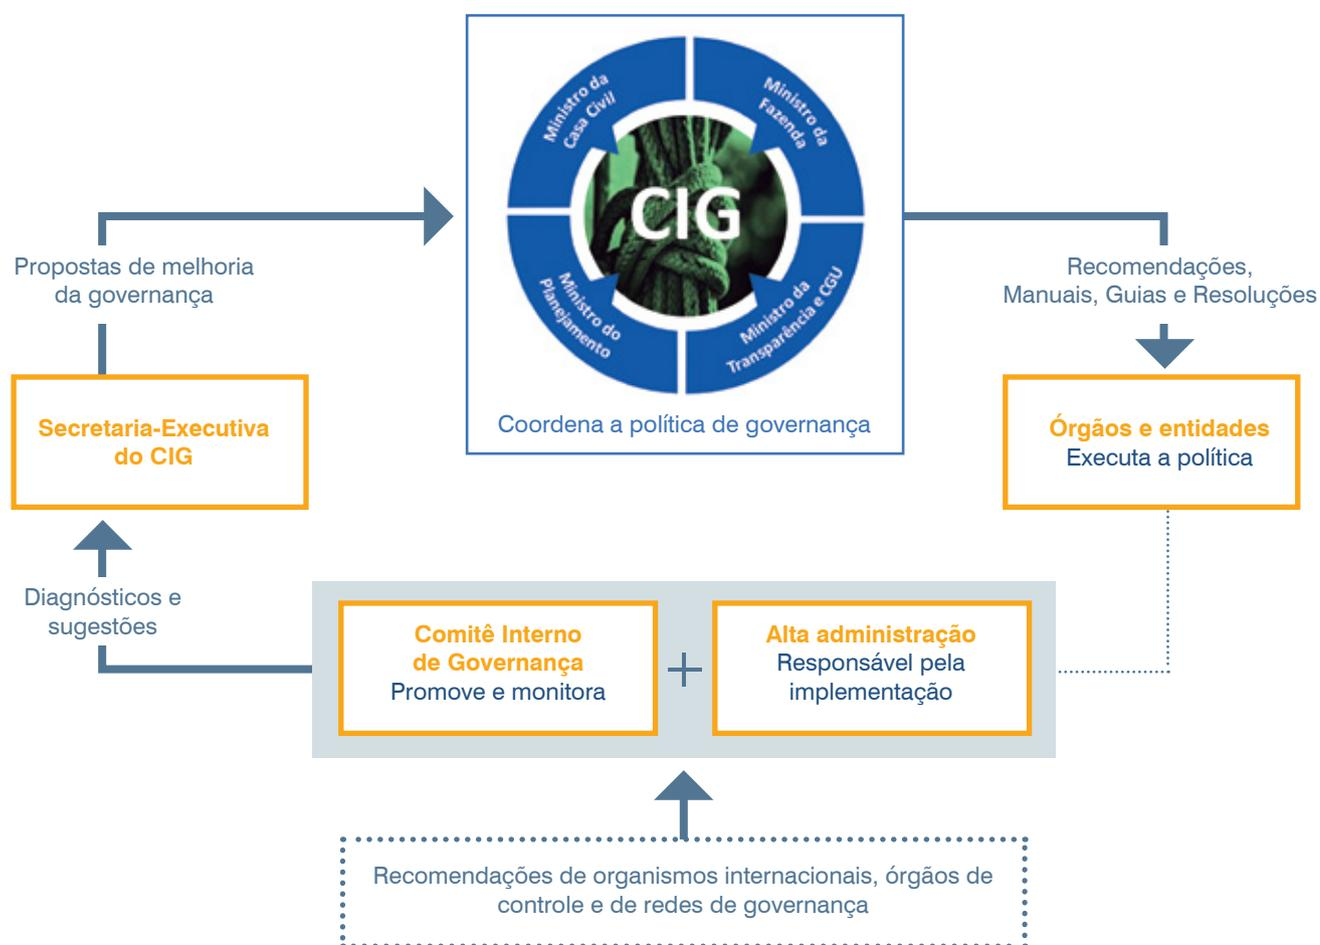 Ministro da
Casa Civil
Ministro da
Fazenda
CIG
Ministro do
Planejamento
Ministro da
Transparência e CGU
Coordena a política de governança
Propostas de melhoria
da governança
Recomendações,
Manuais, Guias e Resoluções
Secretaria-Executiva
do CIG
Órgãos e entidades
Executa a política
Diagnósticos e
sugestões
Comitê Interno
de Governança
Promove e monitora
+
Alta administração
Responsável pela
implementação
Recomendações de organismos internacionais, órgãos de
controle e de redes de governança